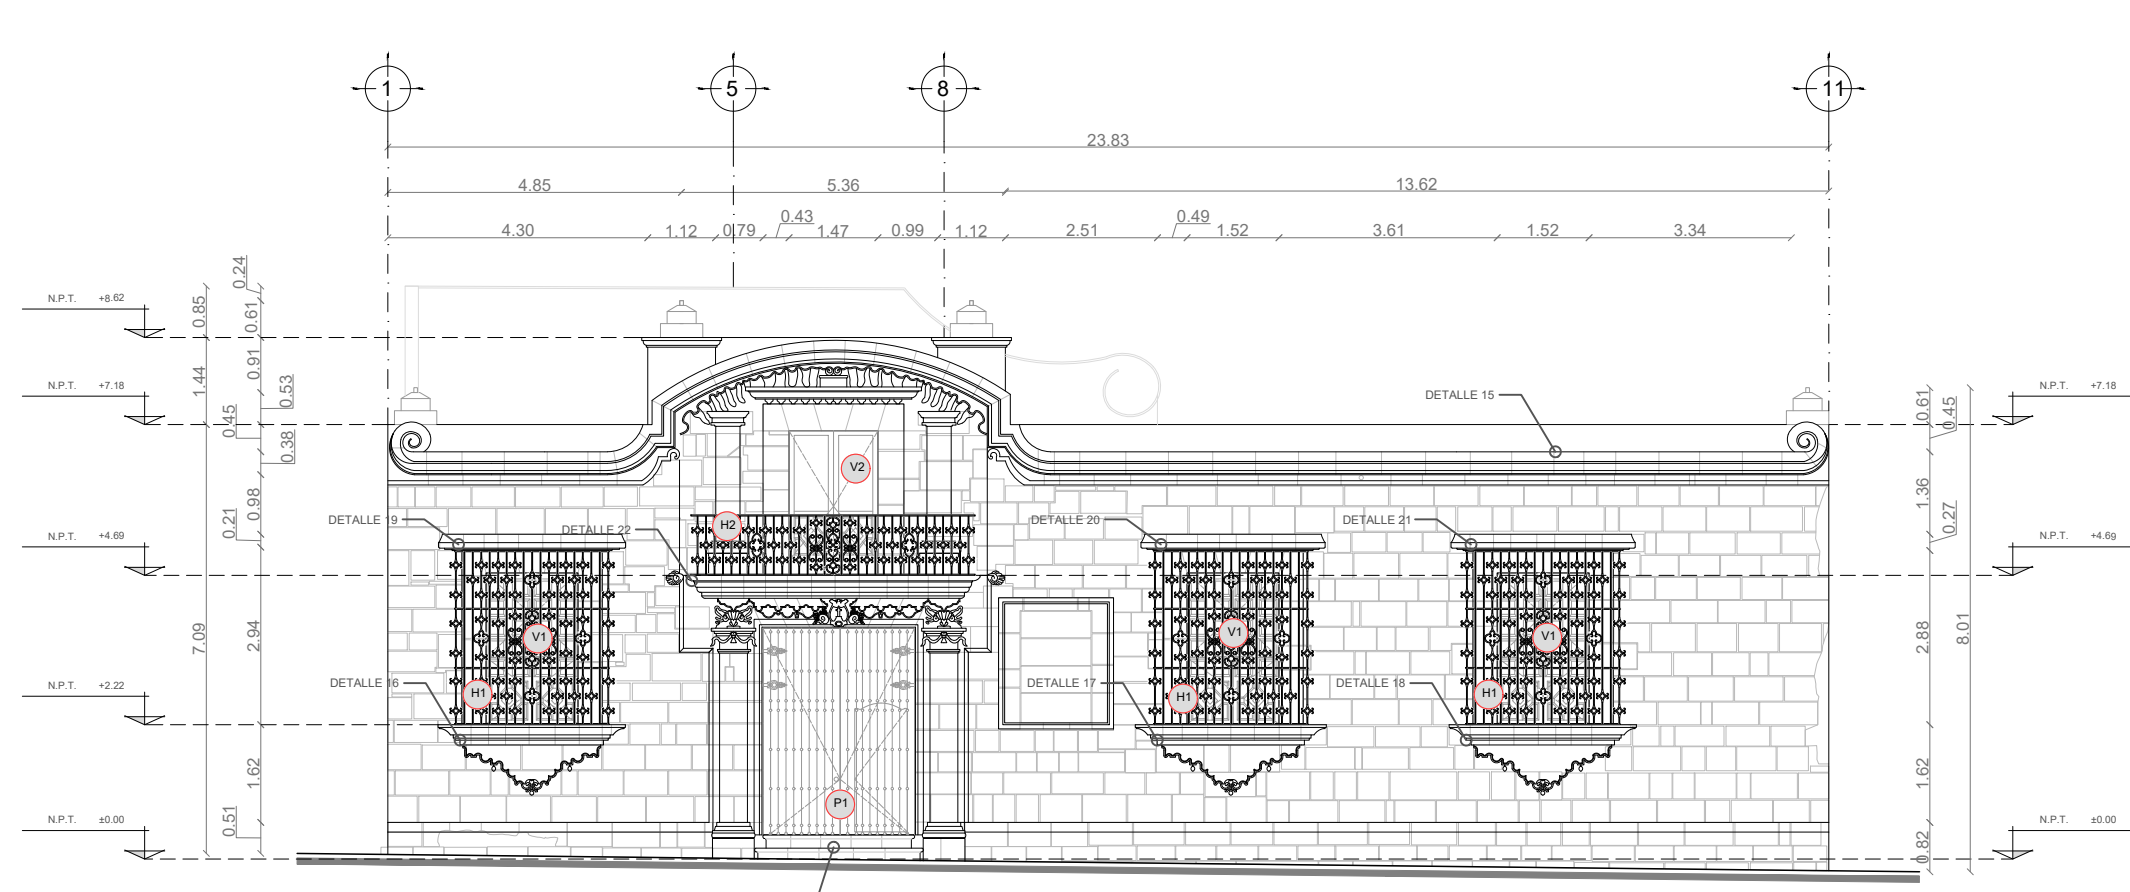 1 5 8 11
23.83
4.85 5.36 13.62
0.43 0.49
4.30 1.12 0.79 1.47 0.99 1.12 2.51 1.52 3.61 1.52 3.34
0.24
N.P.T. +8.62
0.85 0.61
N.P.T. +7.18
1.44 0.91 0.53
0.45 0.38
N.P.T. +7.18
0.61 0.45
DETALLE 15
V2
0.21 0.98
1.36 0.27
DETALLE 19
DETALLE 22
H2
DETALLE 20
DETALLE 21
N.P.T. +4.69
N.P.T. +4.69
7.09 2.94
2.88 8.01
V1 V1 V1
DETALLE 16
H1
DETALLE 17
H1
DETALLE 18
H1
N.P.T. +2.22
1.62
1.62
P1
0.51
N.P.T. ±0.00
N.P.T. ±0.00
0.82